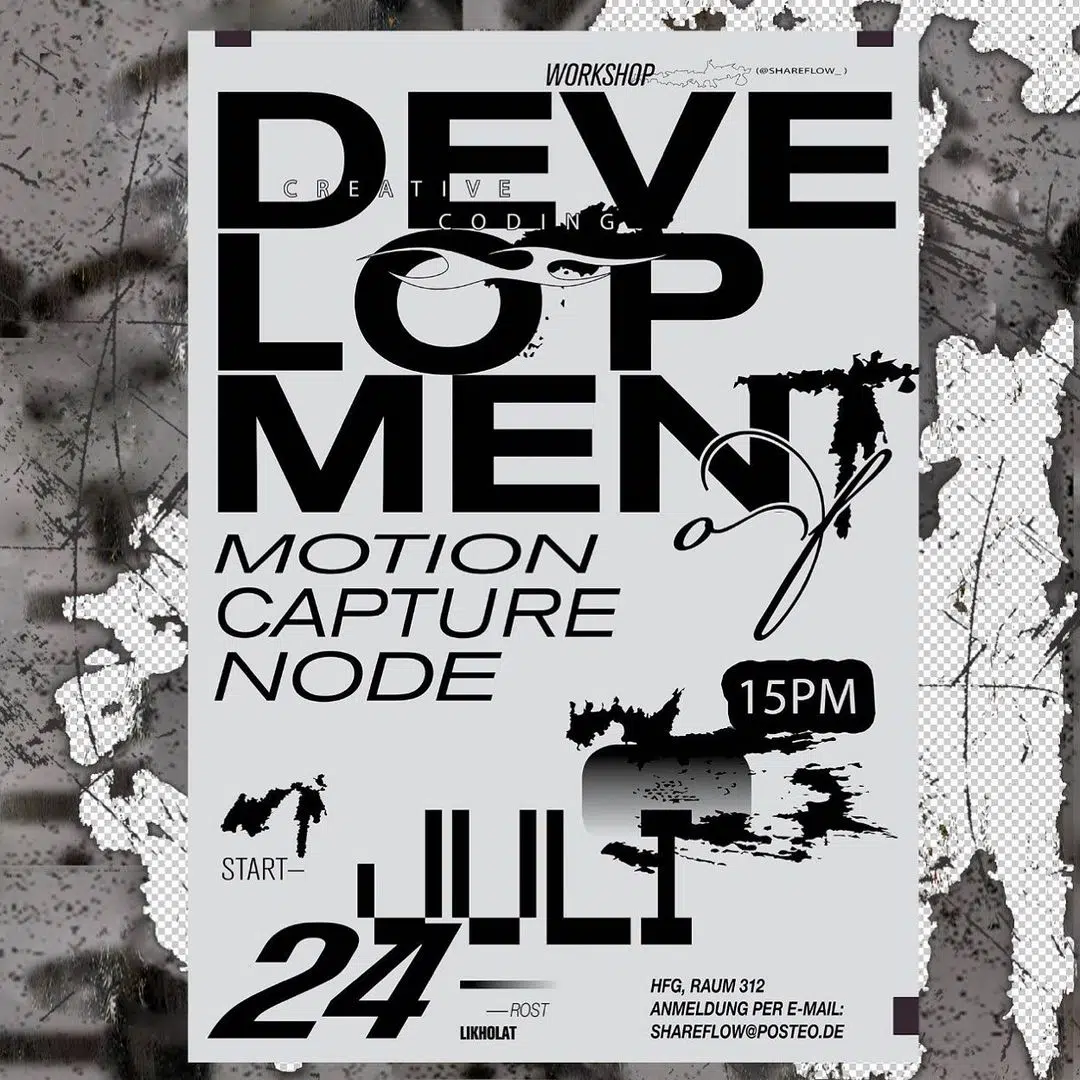 WORKSHOP (@SHAREFLOW_)
DEVE
CREATIVE
CODING
LOP
MENT
of
MOTION
CAPTURE
NODE
15PM
START—
JULI
24
—ROST
LIKHOLAT
HFG, RAUM 312
ANMELDUNG PER E-MAIL:
SHAREFLOW@POSTEO.DE